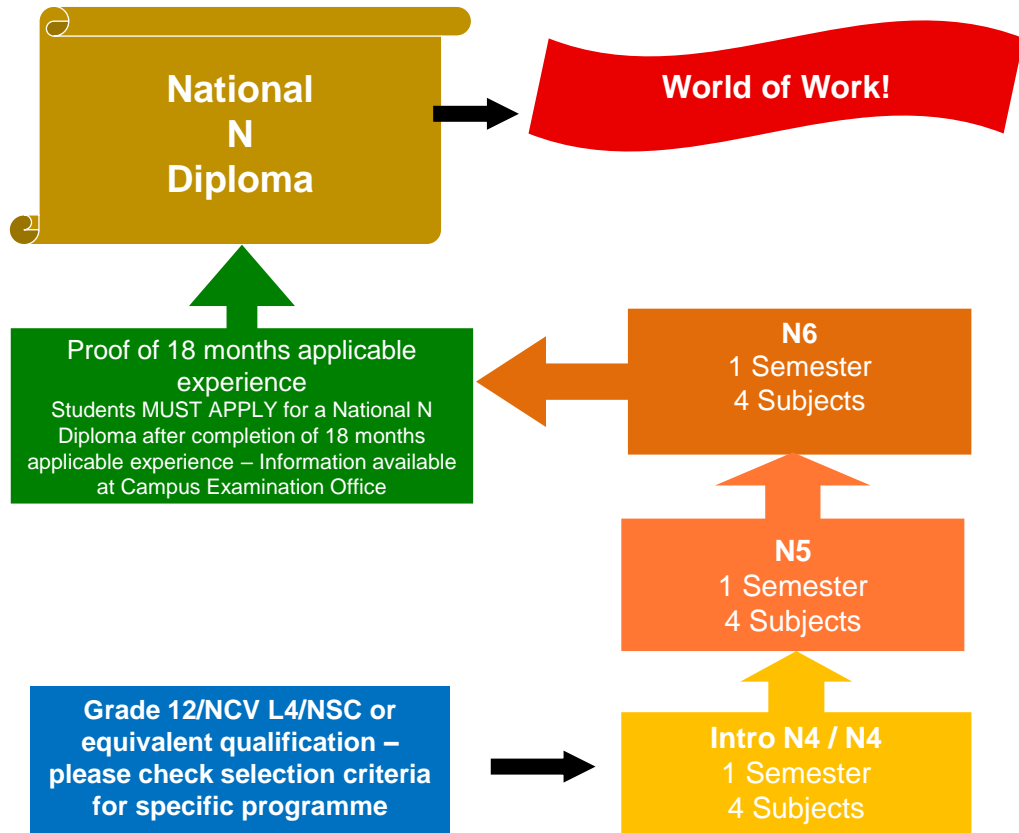 National
N
Diploma
World of Work!
Proof of 18 months applicable
experience
Students MUST APPLY for a National N
Diploma after completion of 18 months
applicable experience – Information available
at Campus Examination Office
N6
1 Semester
4 Subjects
N5
1 Semester
4 Subjects
Grade 12/NCV L4/NSC or
equivalent qualification –
please check selection criteria
for specific programme
Intro N4 / N4
1 Semester
4 Subjects